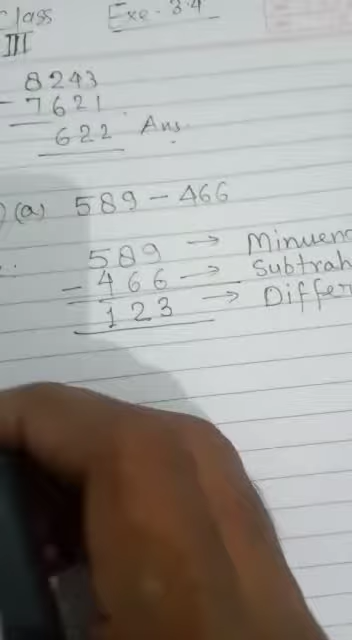 Class Exe-3.4
III
8243
- 7621
622 Ans.
(a) 589 - 466
589 → Minuen
- 466 → Subtrah
123 → Differ